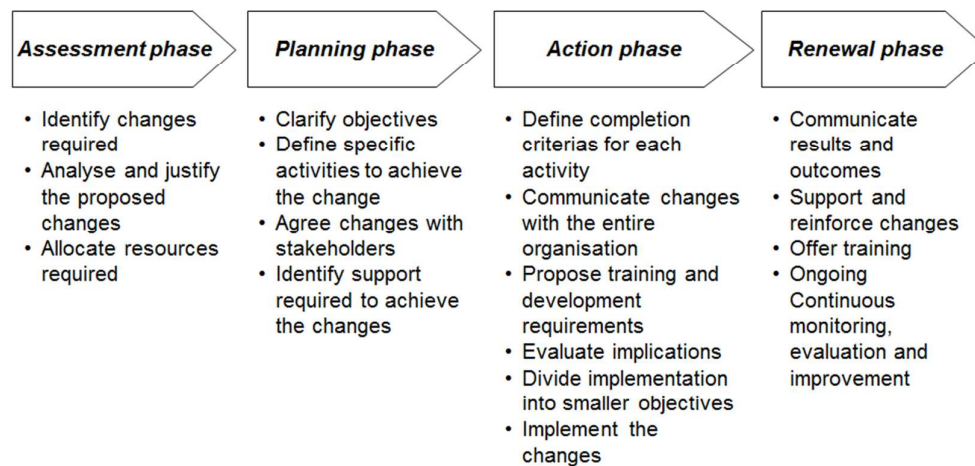 Assessment phase
Planning phase
Action phase
Renewal phase
• Identify changes
required
• Analyse and justify
the proposed
changes
• Allocate resources
required
• Clarify objectives
• Define specific
activities to achieve
the change
• Agree changes with
stakeholders
• Identify support
required to achieve
the changes
• Define completion
criterias for each
activity
• Communicate changes
with the entire
organisation
• Propose training and
development
requirements
• Evaluate implications
• Divide implementation
into smaller objectives
• Implement the
changes
• Communicate
results and
outcomes
• Support and
reinforce changes
• Offer training
• Ongoing
Continuous
monitoring,
evaluation and
improvement